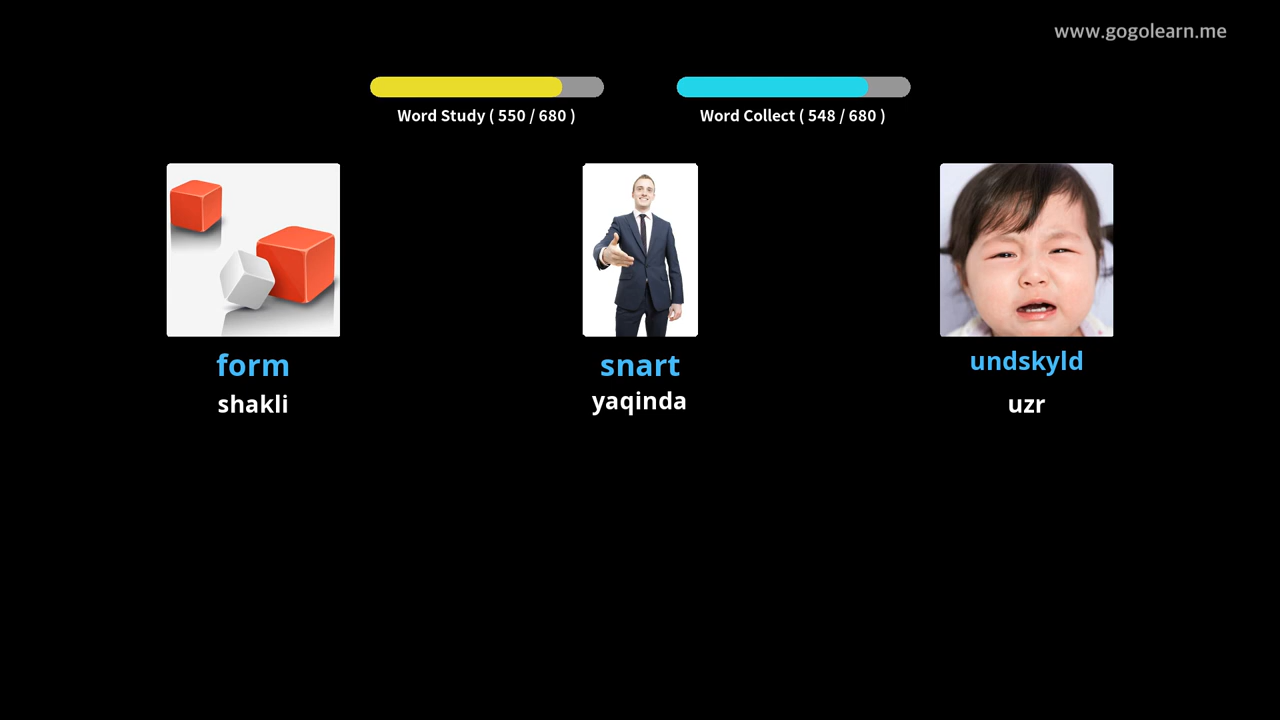 www.gogolearn.me
Word Study ( 550 / 680 )
Word Collect ( 548 / 680 )
form
shakli
snart
yaqinda
undskyld
uzr